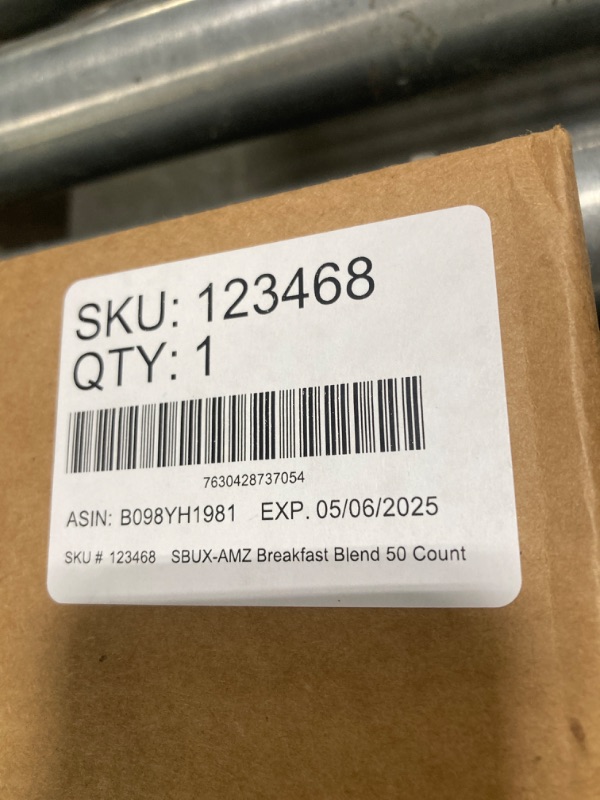 SKU: 123468
QTY: 1
7630428737054
ASIN: B098YH1981 EXP. 05/06/2025
SKU # 123468 SBUX-AMZ Breakfast Blend 50 Count